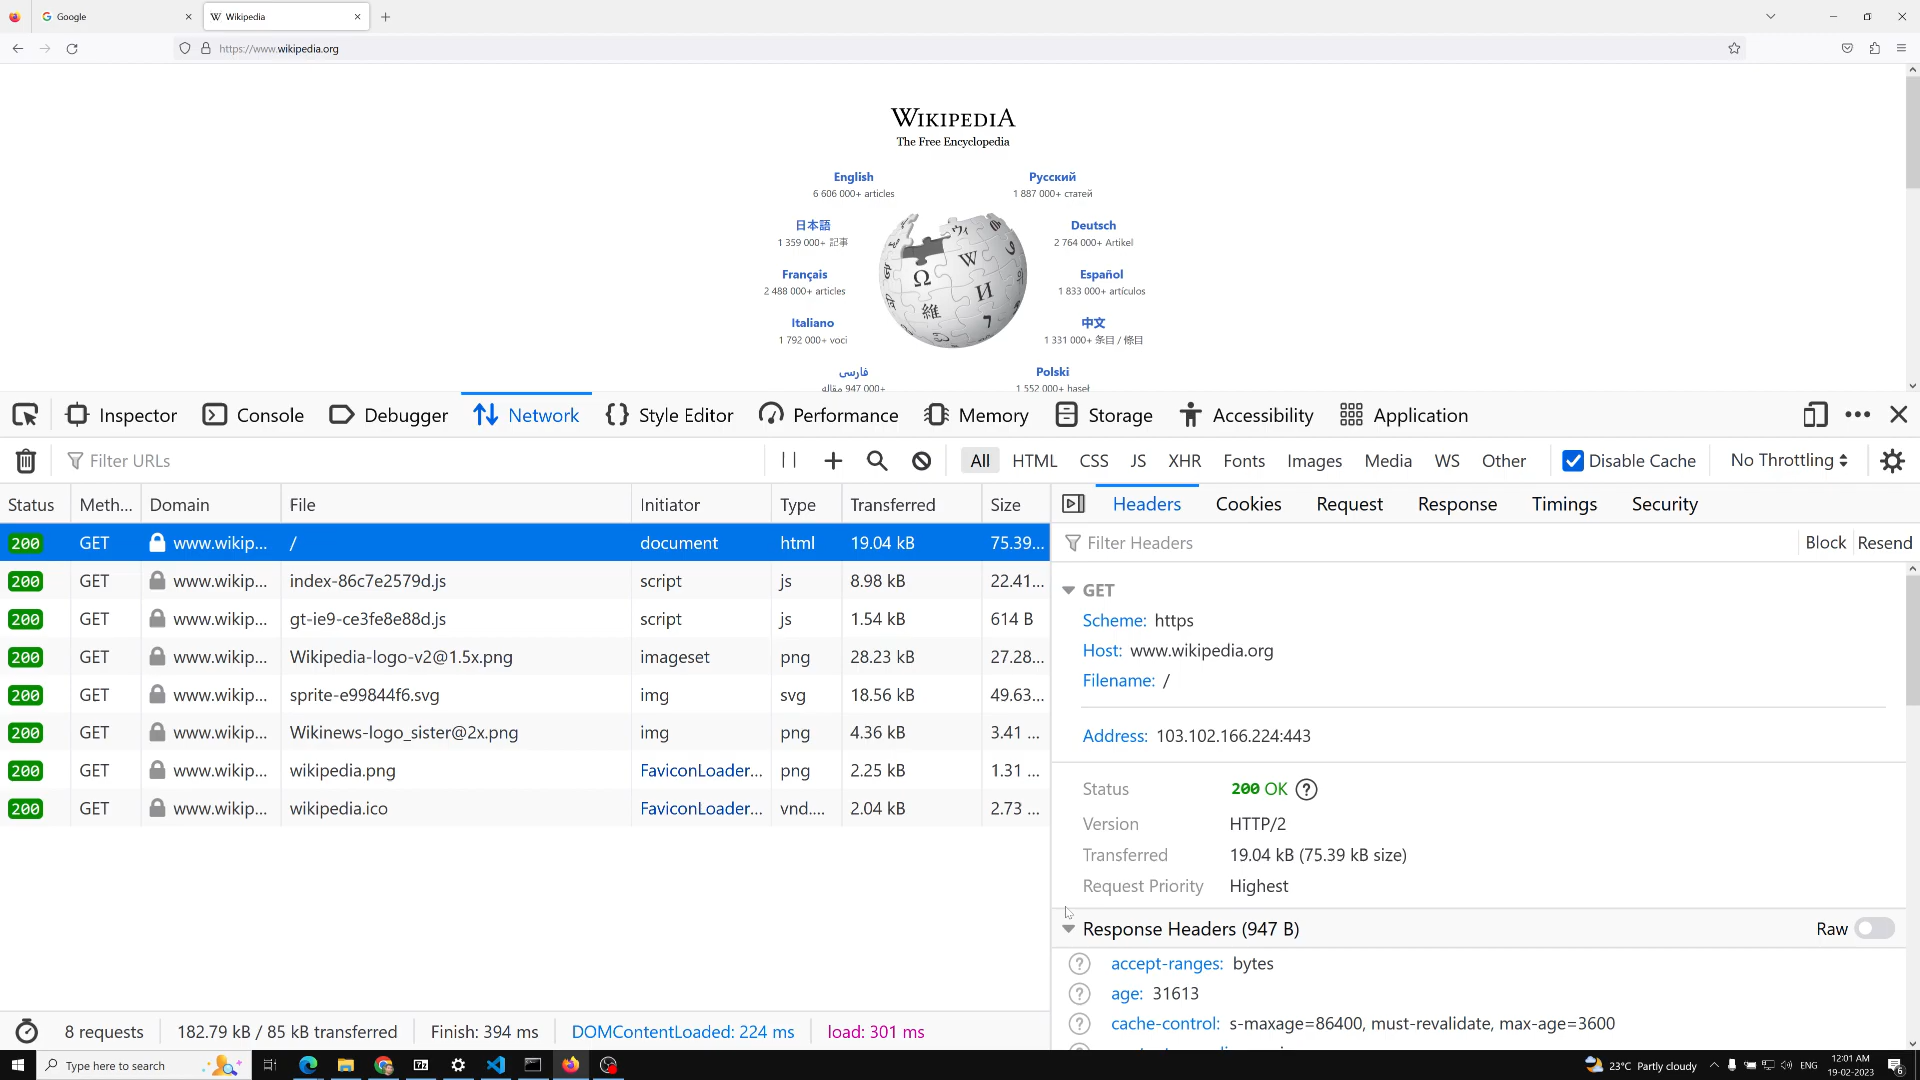 Google
Wikipedia
https://www.wikipedia.org
WIKIPEDIA
The Free Encyclopedia
English
6 606 000+ articles
Русский
1 887 000+ статей
日本語
1 359 000+ 記事
Deutsch
2 764 000+ Artikel
Français
2 488 000+ articles
Español
1 833 000+ artículos
Italiano
1 792 000+ voci
中文
1 331 000+ 条目 / 條目
فارسی
۹۴۷ 000+ مقاله
Polski
1 552 000+ haseł
Inspector Console Debugger Network Style Editor Performance Memory Storage Accessibility Application
Filter URLs
All HTML CSS JS XHR Fonts Images Media WS Other Disable Cache No Throttling
Status Meth... Domain File Initiator Type Transferred Size
200 GET www.wikip... / document html 19.04 kB 75.39...
200 GET www.wikip... index-86c7e2579d.js script js 8.98 kB 22.41...
200 GET www.wikip... gt-ie9-ce3fe8e88d.js script js 1.54 kB 614 B
200 GET www.wikip... Wikipedia-logo-v2@1.5x.png imageset png 28.23 kB 27.28...
200 GET www.wikip... sprite-e99844f6.svg img svg 18.56 kB 49.63...
200 GET www.wikip... Wikinews-logo_sister@2x.png img png 4.36 kB 3.41 ...
200 GET www.wikip... wikipedia.png FaviconLoader... png 2.25 kB 1.31 ...
200 GET www.wikip... wikipedia.ico FaviconLoader... vnd.... 2.04 kB 2.73 ...
8 requests 182.79 kB / 85 kB transferred Finish: 394 ms DOMContentLoaded: 224 ms load: 301 ms
Headers Cookies Request Response Timings Security
Filter Headers Block Resend
GET
Scheme: https
Host: www.wikipedia.org
Filename: /
Address: 103.102.166.224:443
Status 200 OK
Version HTTP/2
Transferred 19.04 kB (75.39 kB size)
Request Priority Highest
Response Headers (947 B) Raw
accept-ranges: bytes
age: 31613
cache-control: s-maxage=86400, must-revalidate, max-age=3600
Type here to search
23°C Partly cloudy ENG 12:01 AM
19-02-2023